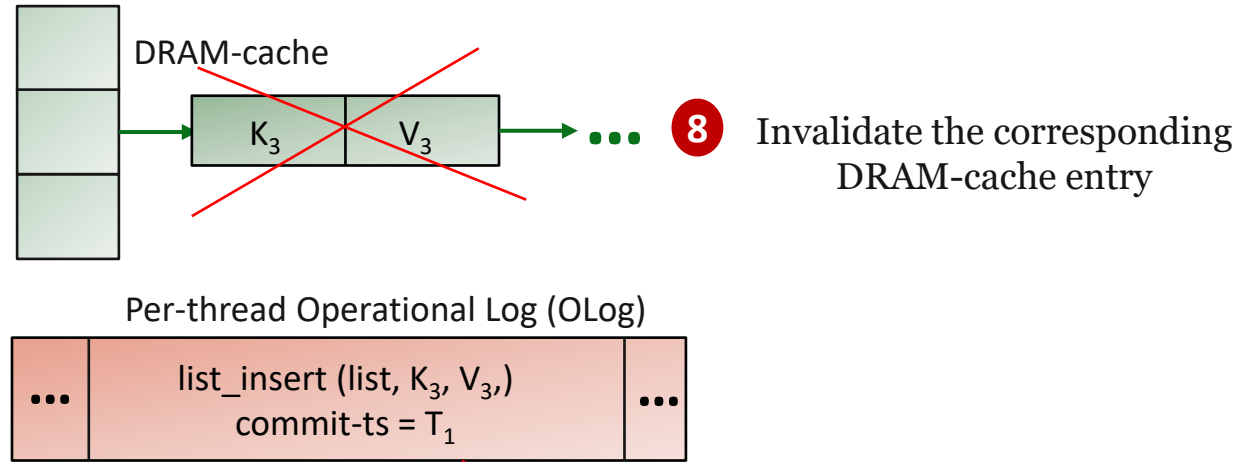 DRAM-cache
K₃ V₃ ... 8 Invalidate the corresponding
DRAM-cache entry
Per-thread Operational Log (OLog)
... list_insert (list, K₃, V₃,) ...
commit-ts = T₁